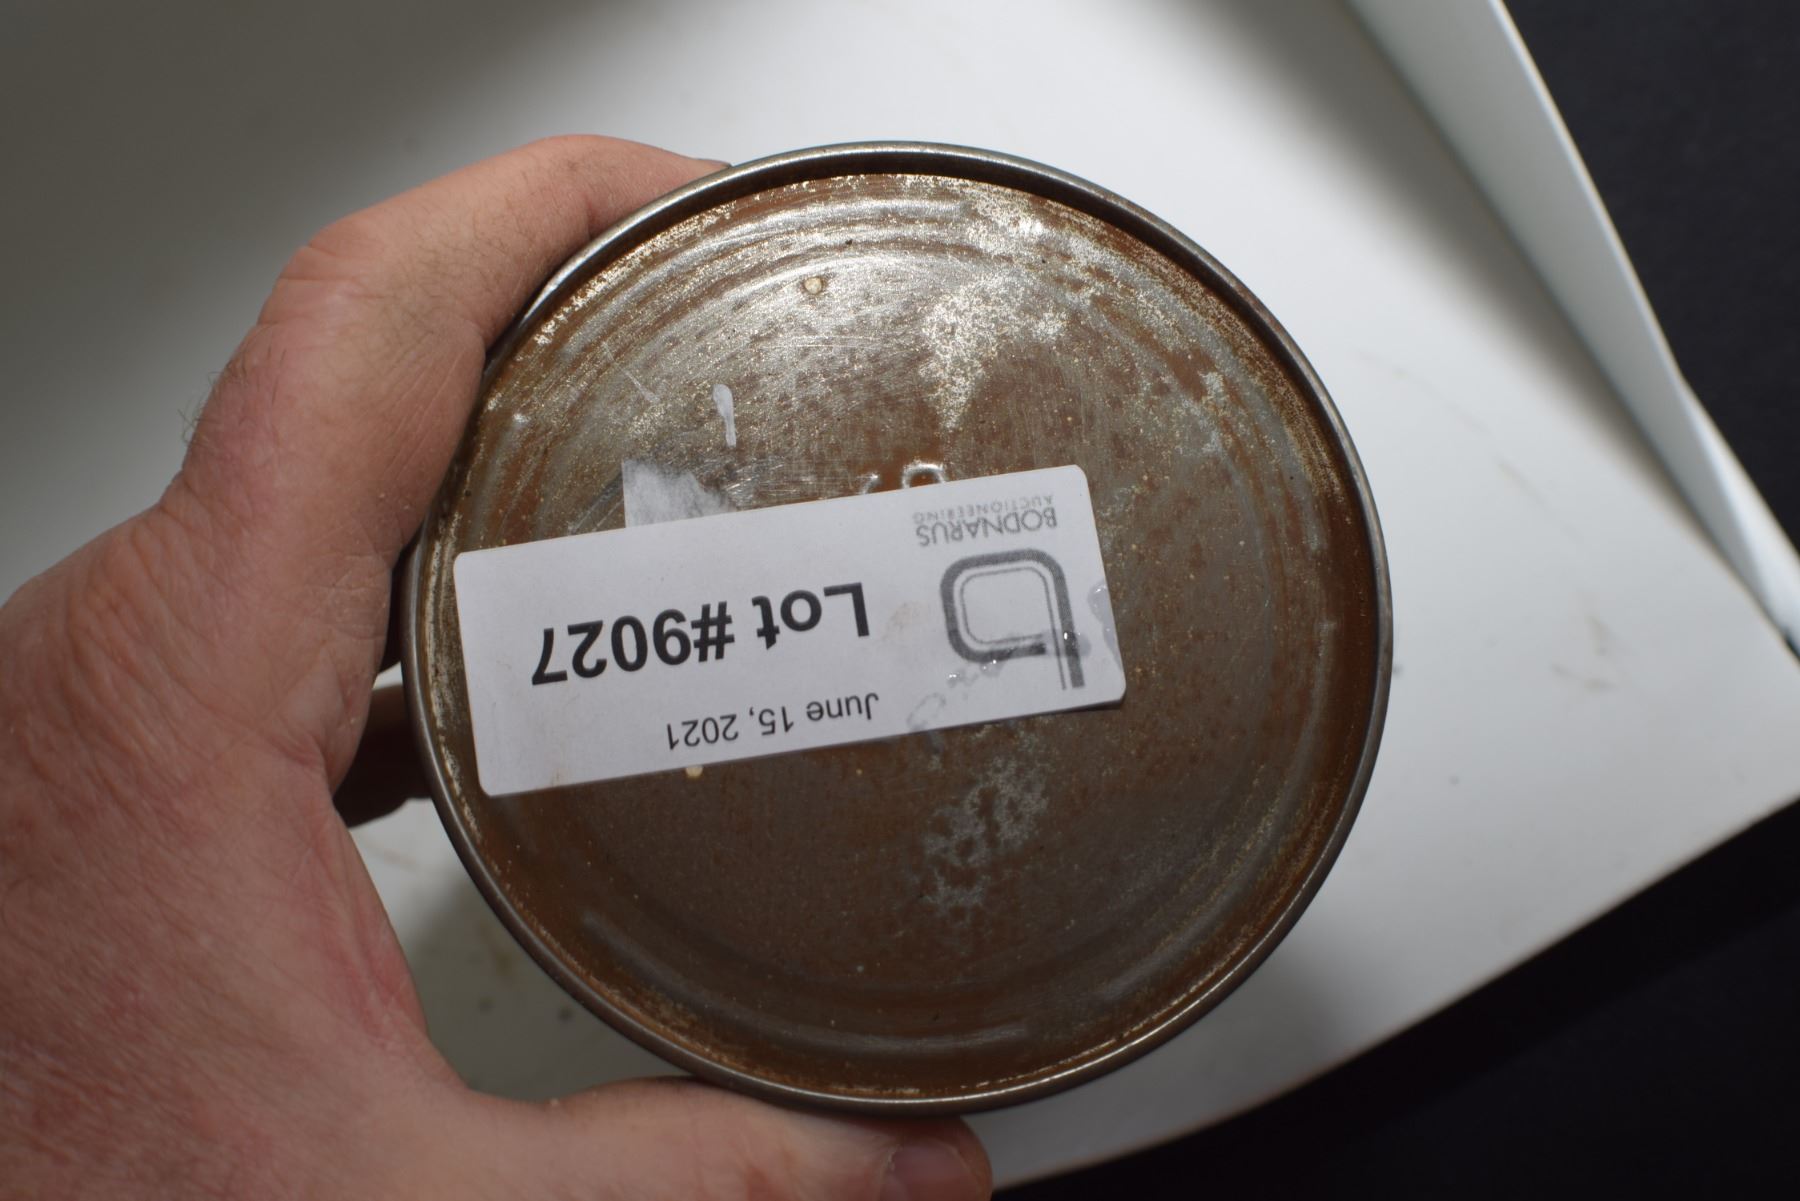 BODNARUS
AUCTIONEERING
Lot #9027
June 15, 2021